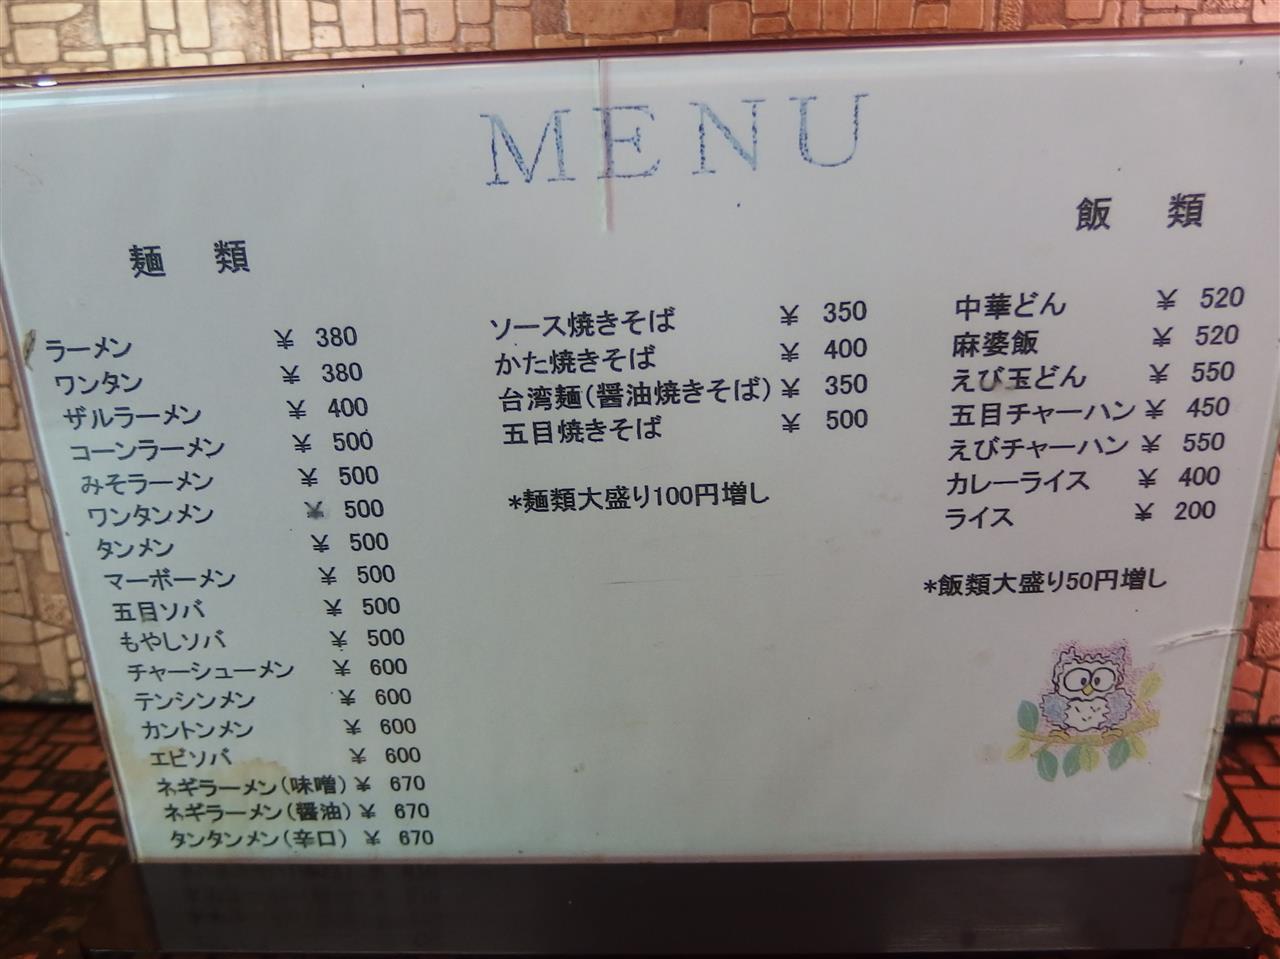 MENU
麺類
ラーメン ¥ 380
ワンタン ¥ 380
ザルラーメン ¥ 400
コーンラーメン ¥ 500
みそラーメン ¥ 500
ワンタンメン ¥ 500
タンメン ¥ 500
マーボーメン ¥ 500
五目ソバ ¥ 500
もやしソバ ¥ 500
チャーシューメン ¥ 600
テンシンメン ¥ 600
カントンメン ¥ 600
エビソバ ¥ 600
ネギラーメン(味噌) ¥ 670
ネギラーメン(醤油) ¥ 670
タンタンメン(辛口) ¥ 670
ソース焼きそば ¥ 350
かた焼きそば ¥ 400
台湾麺(醤油焼きそば) ¥ 350
五目焼きそば ¥ 500
*麺類大盛り100円増し
飯類
中華どん ¥ 520
麻婆飯 ¥ 520
えび玉どん ¥ 550
五目チャーハン ¥ 450
えびチャーハン ¥ 550
カレーライス ¥ 400
ライス ¥ 200
*飯類大盛り50円増し